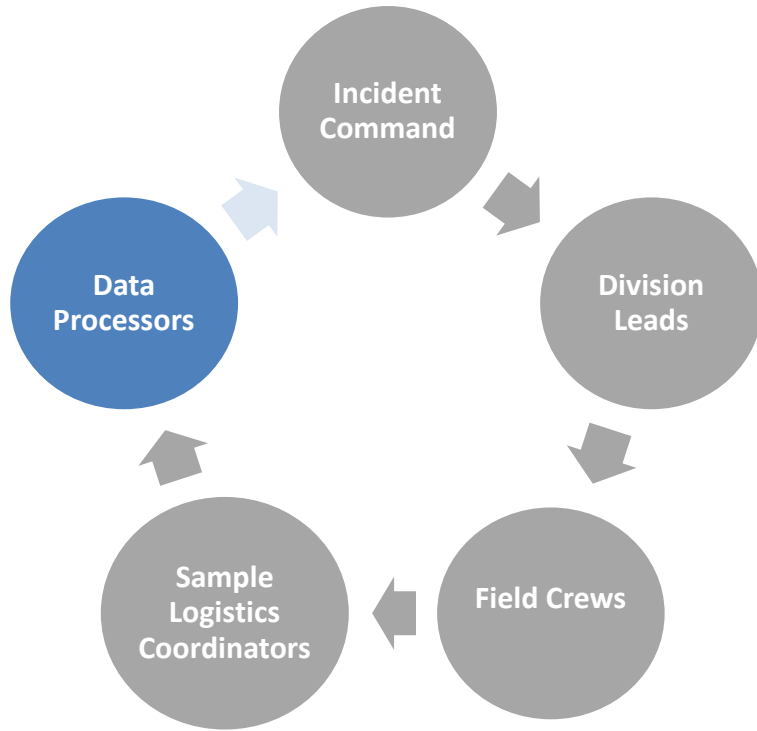 Incident
Command
Division
Leads
Field Crews
Sample
Logistics
Coordinators
Data
Processors